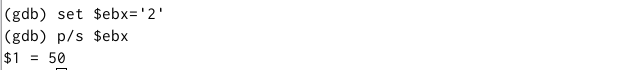 (gdb) set $ebx='2'
(gdb) p/s $ebx
$1 = 50